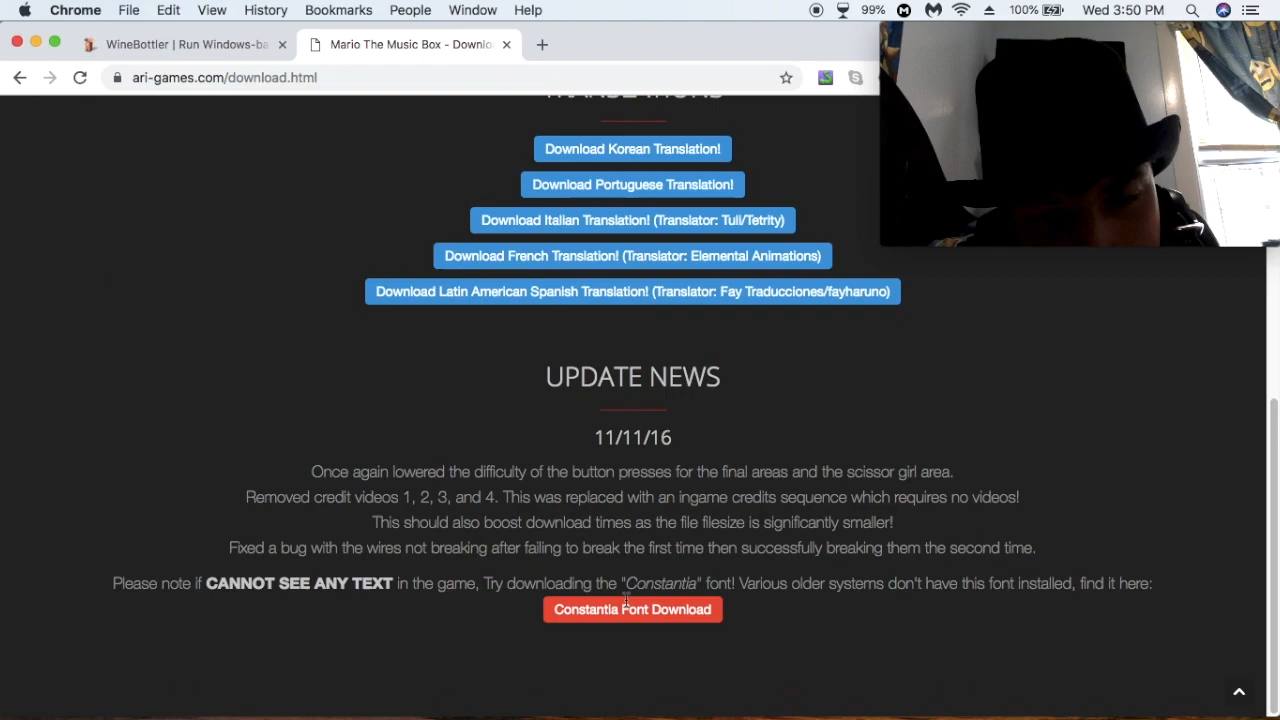 Chrome File Edit View History Bookmarks People Window Help 99% 100% Wed 3:50 PM
WineBottler | Run Windows-ba
Mario The Music Box - Downlo
ari-games.com/download.html
Download Korean Translation!
Download Portuguese Translation!
Download Italian Translation! (Translator: Tuli/Tetrity)
Download French Translation! (Translator: Elemental Animations)
Download Latin American Spanish Translation! (Translator: Fay Traducciones/fayharuno)
UPDATE NEWS
11/11/16
Once again lowered the difficulty of the button presses for the final areas and the scissor girl area.
Removed credit videos 1, 2, 3, and 4. This was replaced with an ingame credits sequence which requires no videos!
This should also boost download times as the file filesize is significantly smaller!
Fixed a bug with the wires not breaking after failing to break the first time then successfully breaking them the second time.
Please note if CANNOT SEE ANY TEXT in the game, Try downloading the "Constantia" font! Various older systems don't have this font installed, find it here:
Constantia Font Download